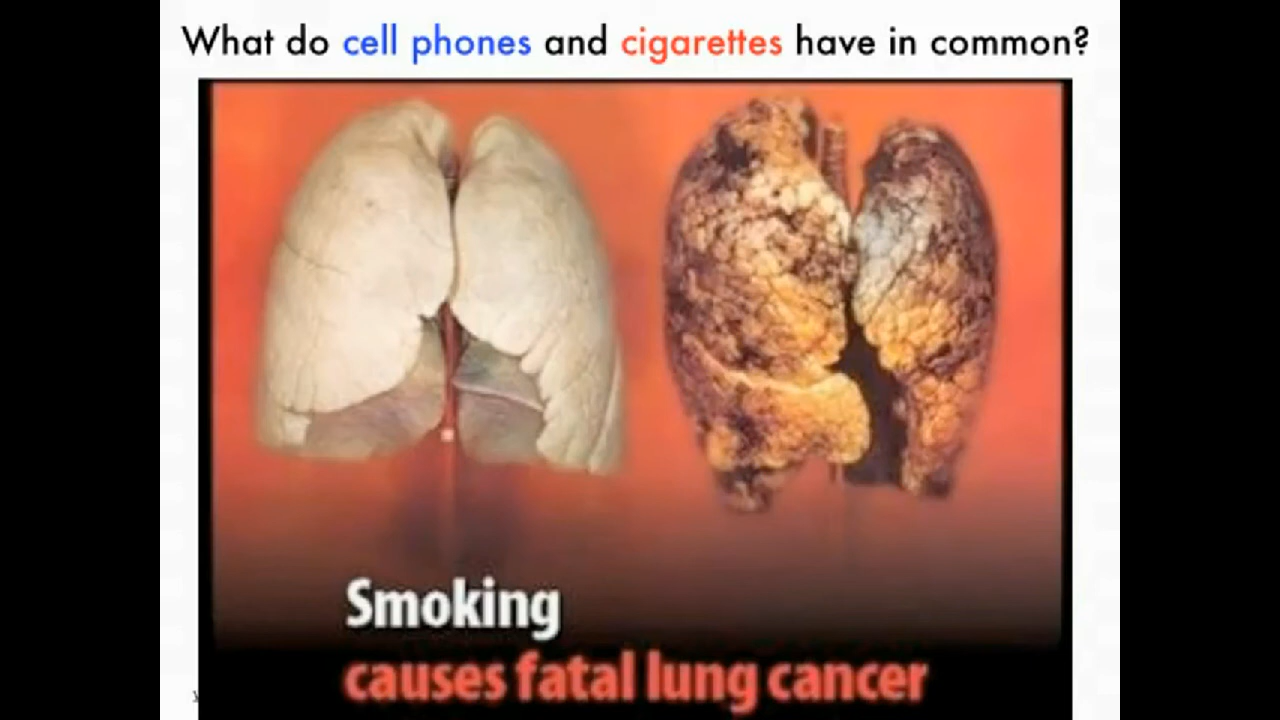 What do cell phones and cigarettes have in common?
Smoking
causes fatal lung cancer